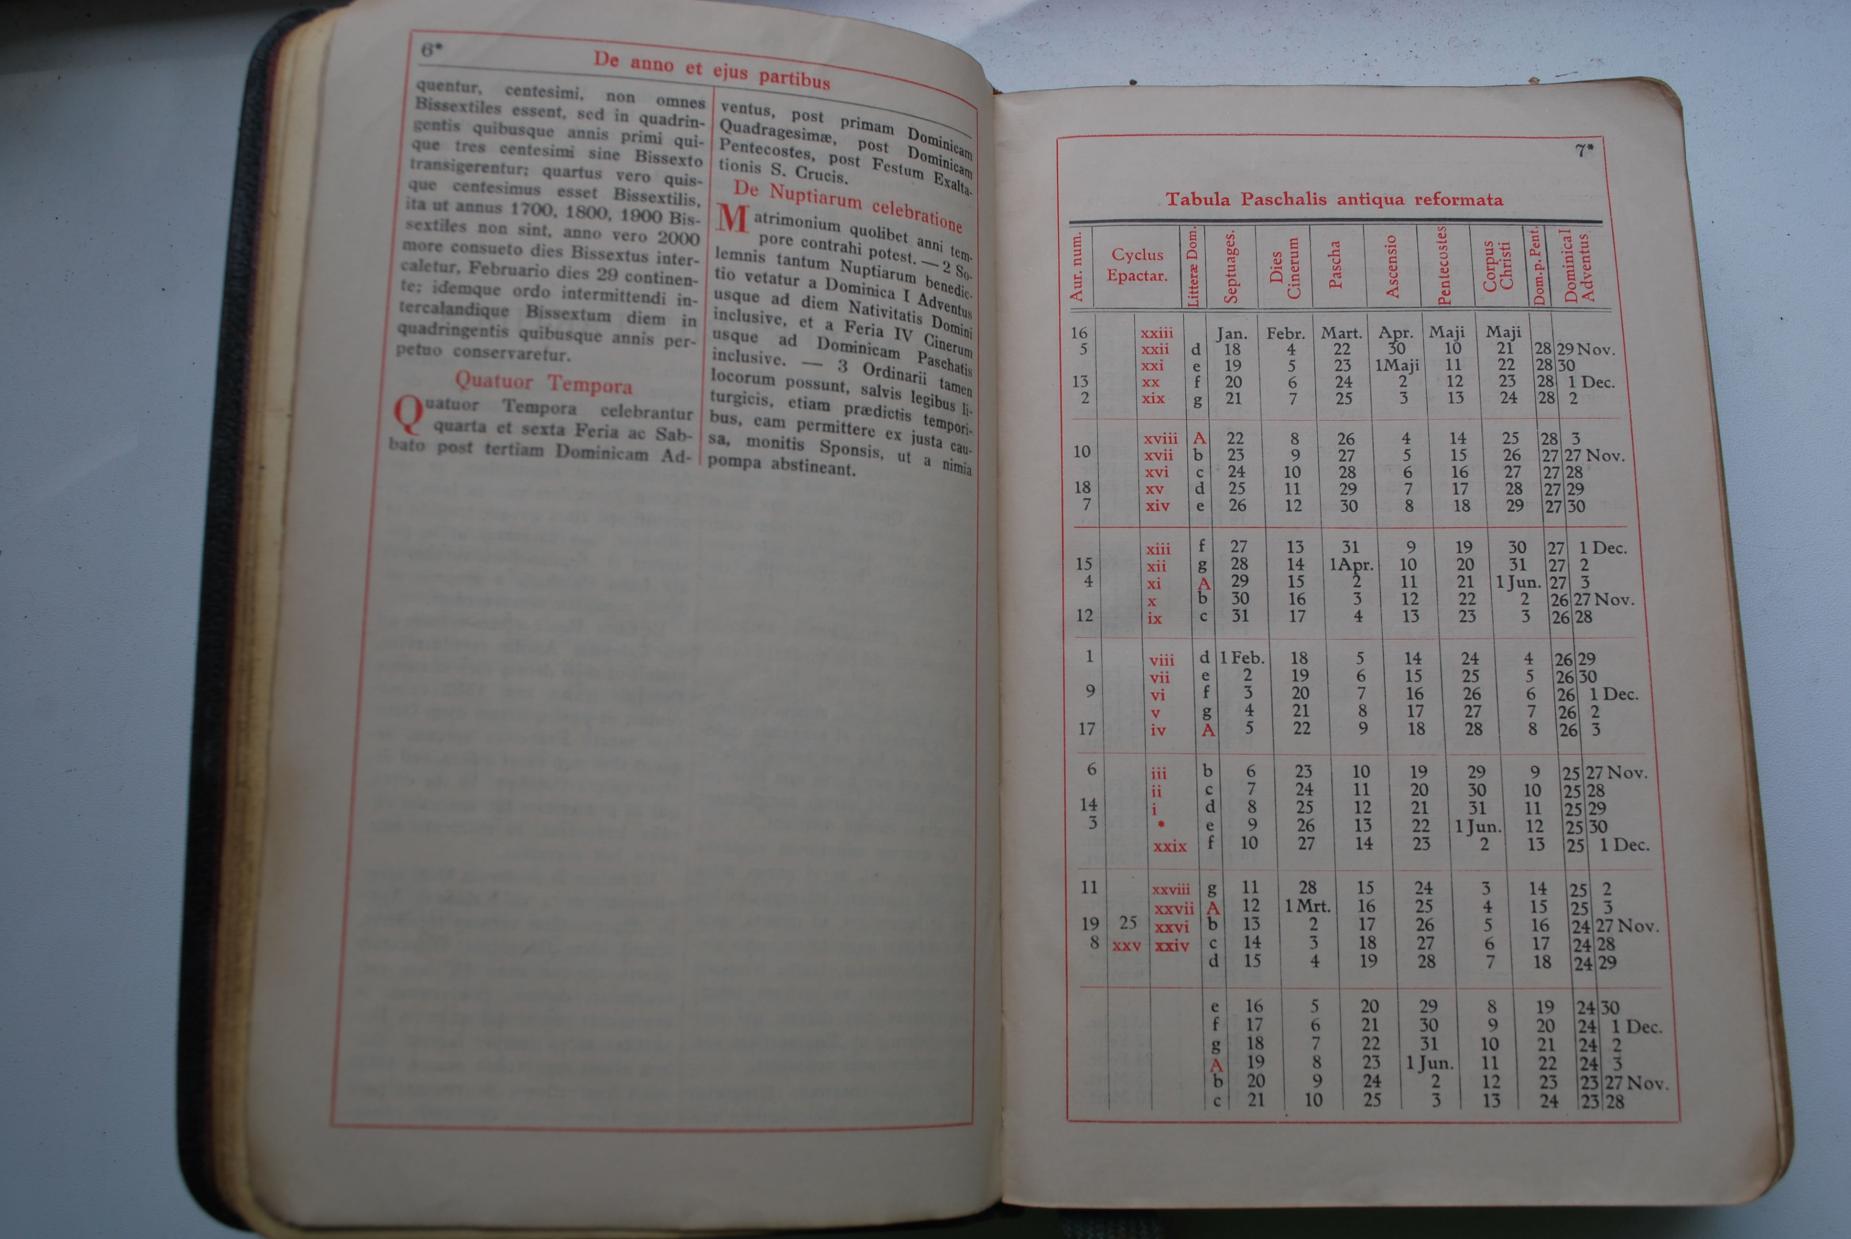 6*
De anno et ejus partibus
quentur, centesimi, non omnes
Bissextiles essent, sed in quadrin-
gentis quibusque annis primi qui-
que tres centesimi sine Bissexto
transigerentur; quartus vero quis-
que centesimus esset Bissextilis,
ita ut annus 1700, 1800, 1900 Bis-
sextiles non sint, anno vero 2000
more consueto dies Bissextus inter-
caletur, Februario dies 29 continen-
te; idemque ordo intermittendi in-
tercalandique Bissextum diem in
quadringentis quibusque annis per-
petuo conservaretur.
Quatuor Tempora
Quatuor Tempora celebrantur
quarta et sexta Feria ac Sab-
bato post tertiam Dominicam Ad-
ventus, post primam Dominicam
Quadragesimæ, post Dominicam
Pentecostes, post Festum Exalta-
tionis S. Crucis.
De Nuptiarum celebratione
Matrimonium quolibet anni tem-
pore contrahi potest. — 2 So-
lemnis tantum Nuptiarum benedic-
tio vetatur a Dominica I Adventus
usque ad diem Nativitatis Domini
inclusive, et a Feria IV Cinerum
usque ad Dominicam Paschatis
inclusive. — 3 Ordinarii tamen
locorum possunt, salvis legibus li-
turgicis, etiam prædictis tempori-
bus, eam permittere ex justa cau-
sa, monitis Sponsis, ut a nimia
pompa abstineant.
7*
Tabula Paschalis antiqua reformata
Aur. num. Cyclus Epactar. Litteræ Dom. Septuages. Dies Cinerum Pascha Ascensio Pentecostes Corpus Christi Dom. p. Pent. Dominica I Adventus
16 xxiii Jan. Febr. Mart. Apr. Maji Maji
5 xxii d 18 4 22 30 10 21 28 29 Nov.
xxi e 19 5 23 1 Maji 11 22 28 30
13 xx f 20 6 24 2 12 23 28 1 Dec.
2 xix g 21 7 25 3 13 24 28 2
xviii A 22 8 26 4 14 25 28 3
10 xvii b 23 9 27 5 15 26 27 27 Nov.
xvi c 24 10 28 6 16 27 27 28
18 xv d 25 11 29 7 17 28 27 29
7 xiv e 26 12 30 8 18 29 27 30
xiii f 27 13 31 9 19 30 27 1 Dec.
15 xii g 28 14 1 Apr. 10 20 31 27 2
4 xi A 29 15 2 11 21 1 Jun. 27 3
x b 30 16 3 12 22 2 26 27 Nov.
12 ix c 31 17 4 13 23 3 26 28
1 viii d 1 Feb. 18 5 14 24 4 26 29
vii e 2 19 6 15 25 5 26 30
9 vi f 3 20 7 16 26 6 26 1 Dec.
v g 4 21 8 17 27 7 26 2
17 iv A 5 22 9 18 28 8 26 3
6 iii b 6 23 10 19 29 9 25 27 Nov.
ii c 7 24 11 20 30 10 25 28
14 i d 8 25 12 21 31 11 25 29
3 * e 9 26 13 22 1 Jun. 12 25 30
xxix f 10 27 14 23 2 13 25 1 Dec.
11 xxviii g 11 28 15 24 3 14 25 2
xxvii A 12 1 Mrt. 16 25 4 15 25 3
19 25 xxvi b 13 2 17 26 5 16 24 27 Nov.
8 xxv xxiv c 14 3 18 27 6 17 24 28
d 15 4 19 28 7 18 24 29
e 16 5 20 29 8 19 24 30
f 17 6 21 30 9 20 24 1 Dec.
g 18 7 22 31 10 21 24 2
A 19 8 23 1 Jun. 11 22 24 3
b 20 9 24 2 12 23 23 27 Nov.
c 21 10 25 3 13 24 23 28